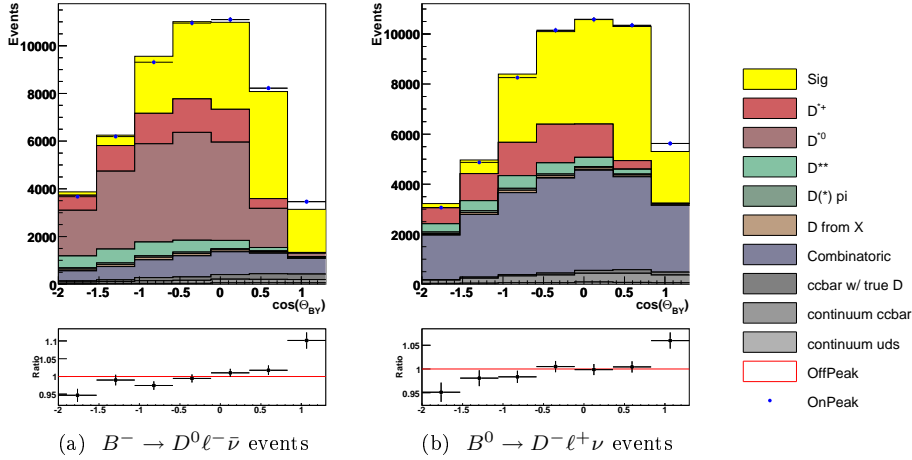 Events
10000
8000
6000
4000
2000
0
-2 -1.5 -1 -0.5 0 0.5 1
cos(Θ_BY)
Events
10000
8000
6000
4000
2000
0
-2 -1.5 -1 -0.5 0 0.5 1
cos(Θ_BY)
Sig
D*+
D*0
D**
D(*) pi
D from X
Combinatoric
ccbar w/ true D
continuum ccbar
continuum uds
OffPeak
OnPeak
Ratio
1.1
1.05
1
0.95
-2 -1.5 -1 -0.5 0 0.5 1
Ratio
1.05
1
0.95
-2 -1.5 -1 -0.5 0 0.5 1
(a) B⁻ → D⁰ℓ⁻ν̄ events
(b) B⁰ → D⁻ℓ⁺ν events